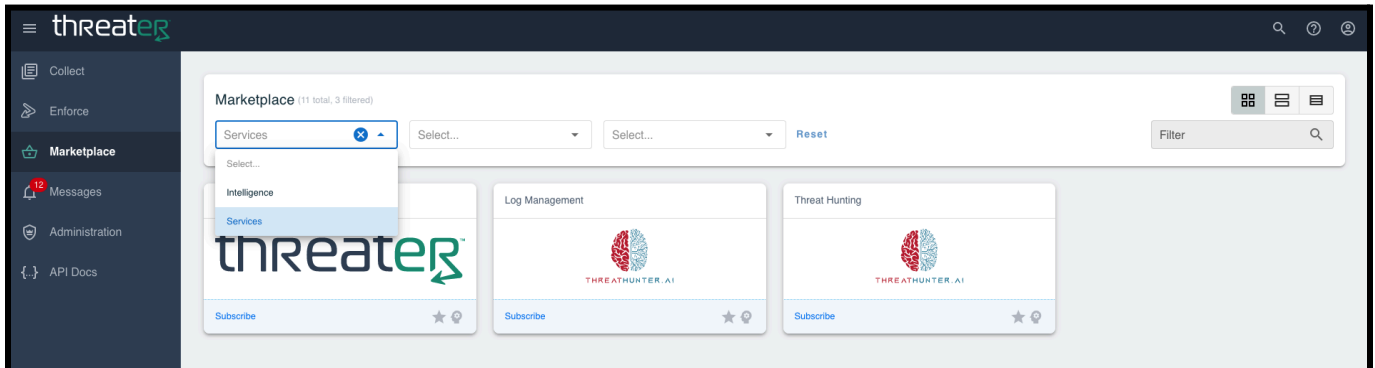 threater
Collect
Enforce
Marketplace
12
Messages
Administration
{..} API Docs
Marketplace (11 total, 3 filtered)
Services
Select...
Select...
Reset
Filter
Select...
Intelligence
Services
threater™
Subscribe
Log Management
THREATHUNTER.AI
Subscribe
Threat Hunting
THREATHUNTER.AI
Subscribe